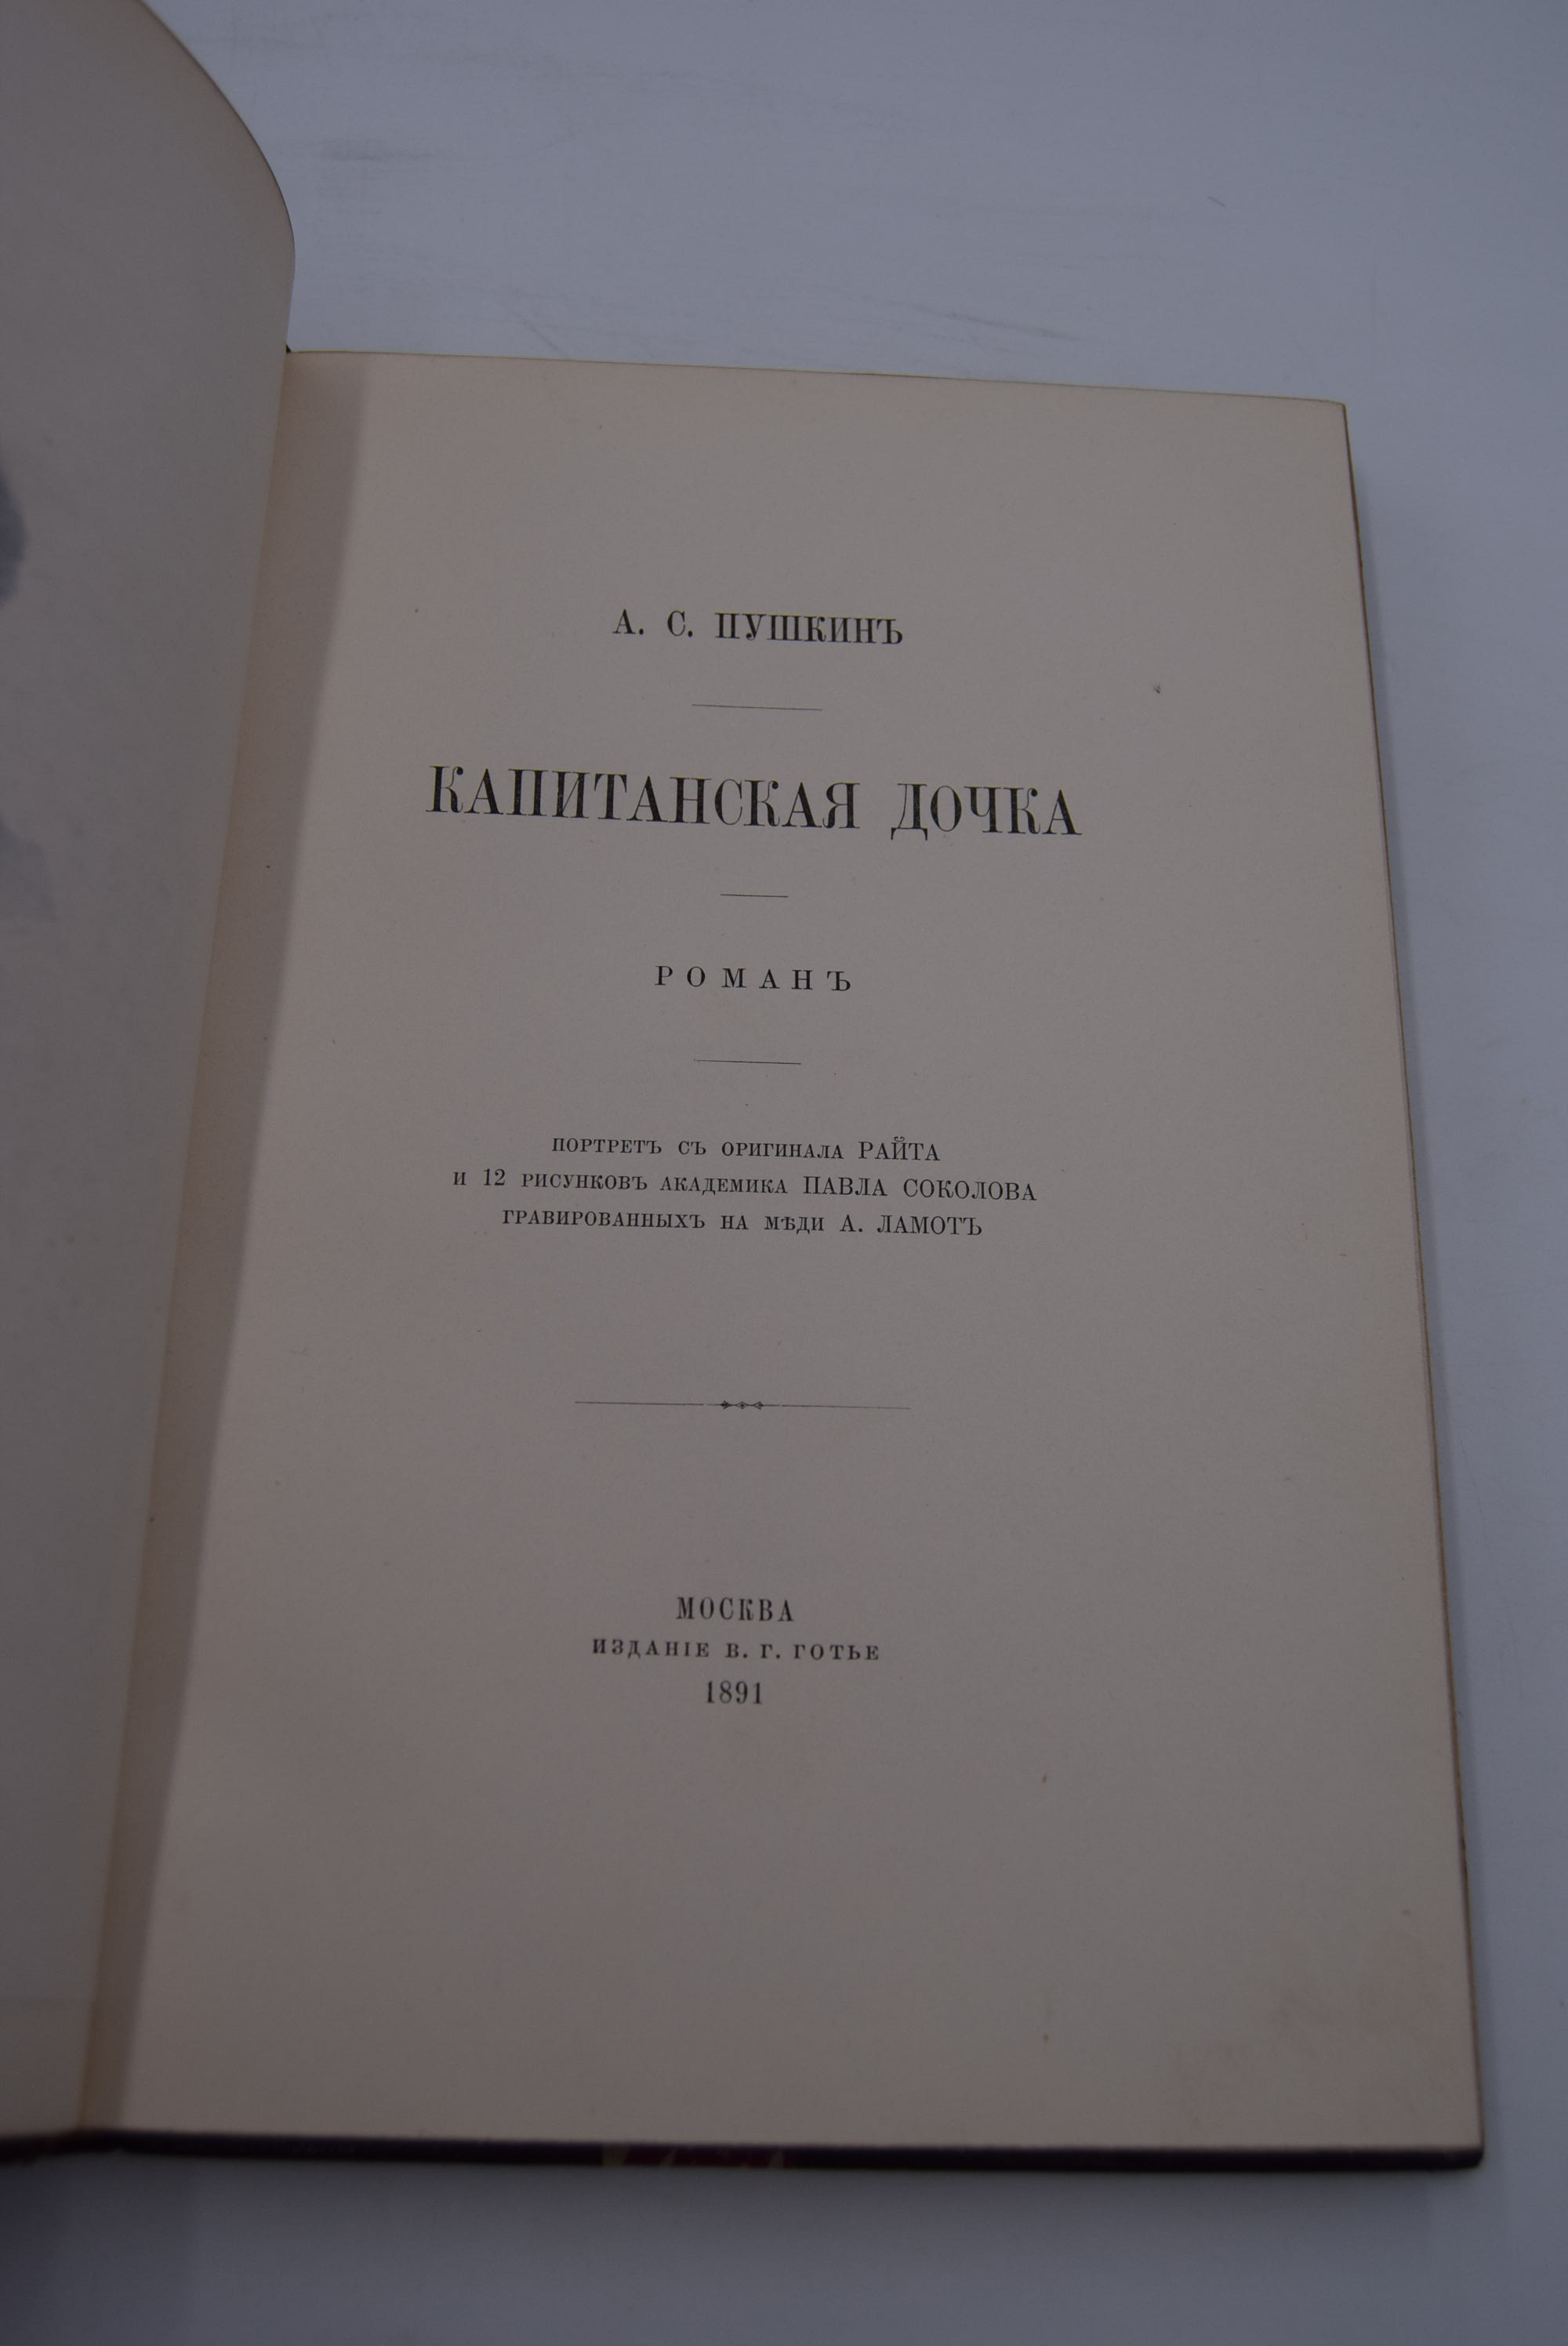 А. С. ПУШКИНЪ
КАПИТАНСКАЯ ДОЧКА
РОМАНЪ
ПОРТРЕТЪ СЪ ОРИГИНАЛА РАЙТА
И 12 РИСУНКОВЪ АКАДЕМИКА ПАВЛА СОКОЛОВА
ГРАВИРОВАННЫХЪ НА МѢДИ А. ЛАМОТЪ
МОСКВА
ИЗДАНІЕ В. Г. ГОТЬЕ
1891